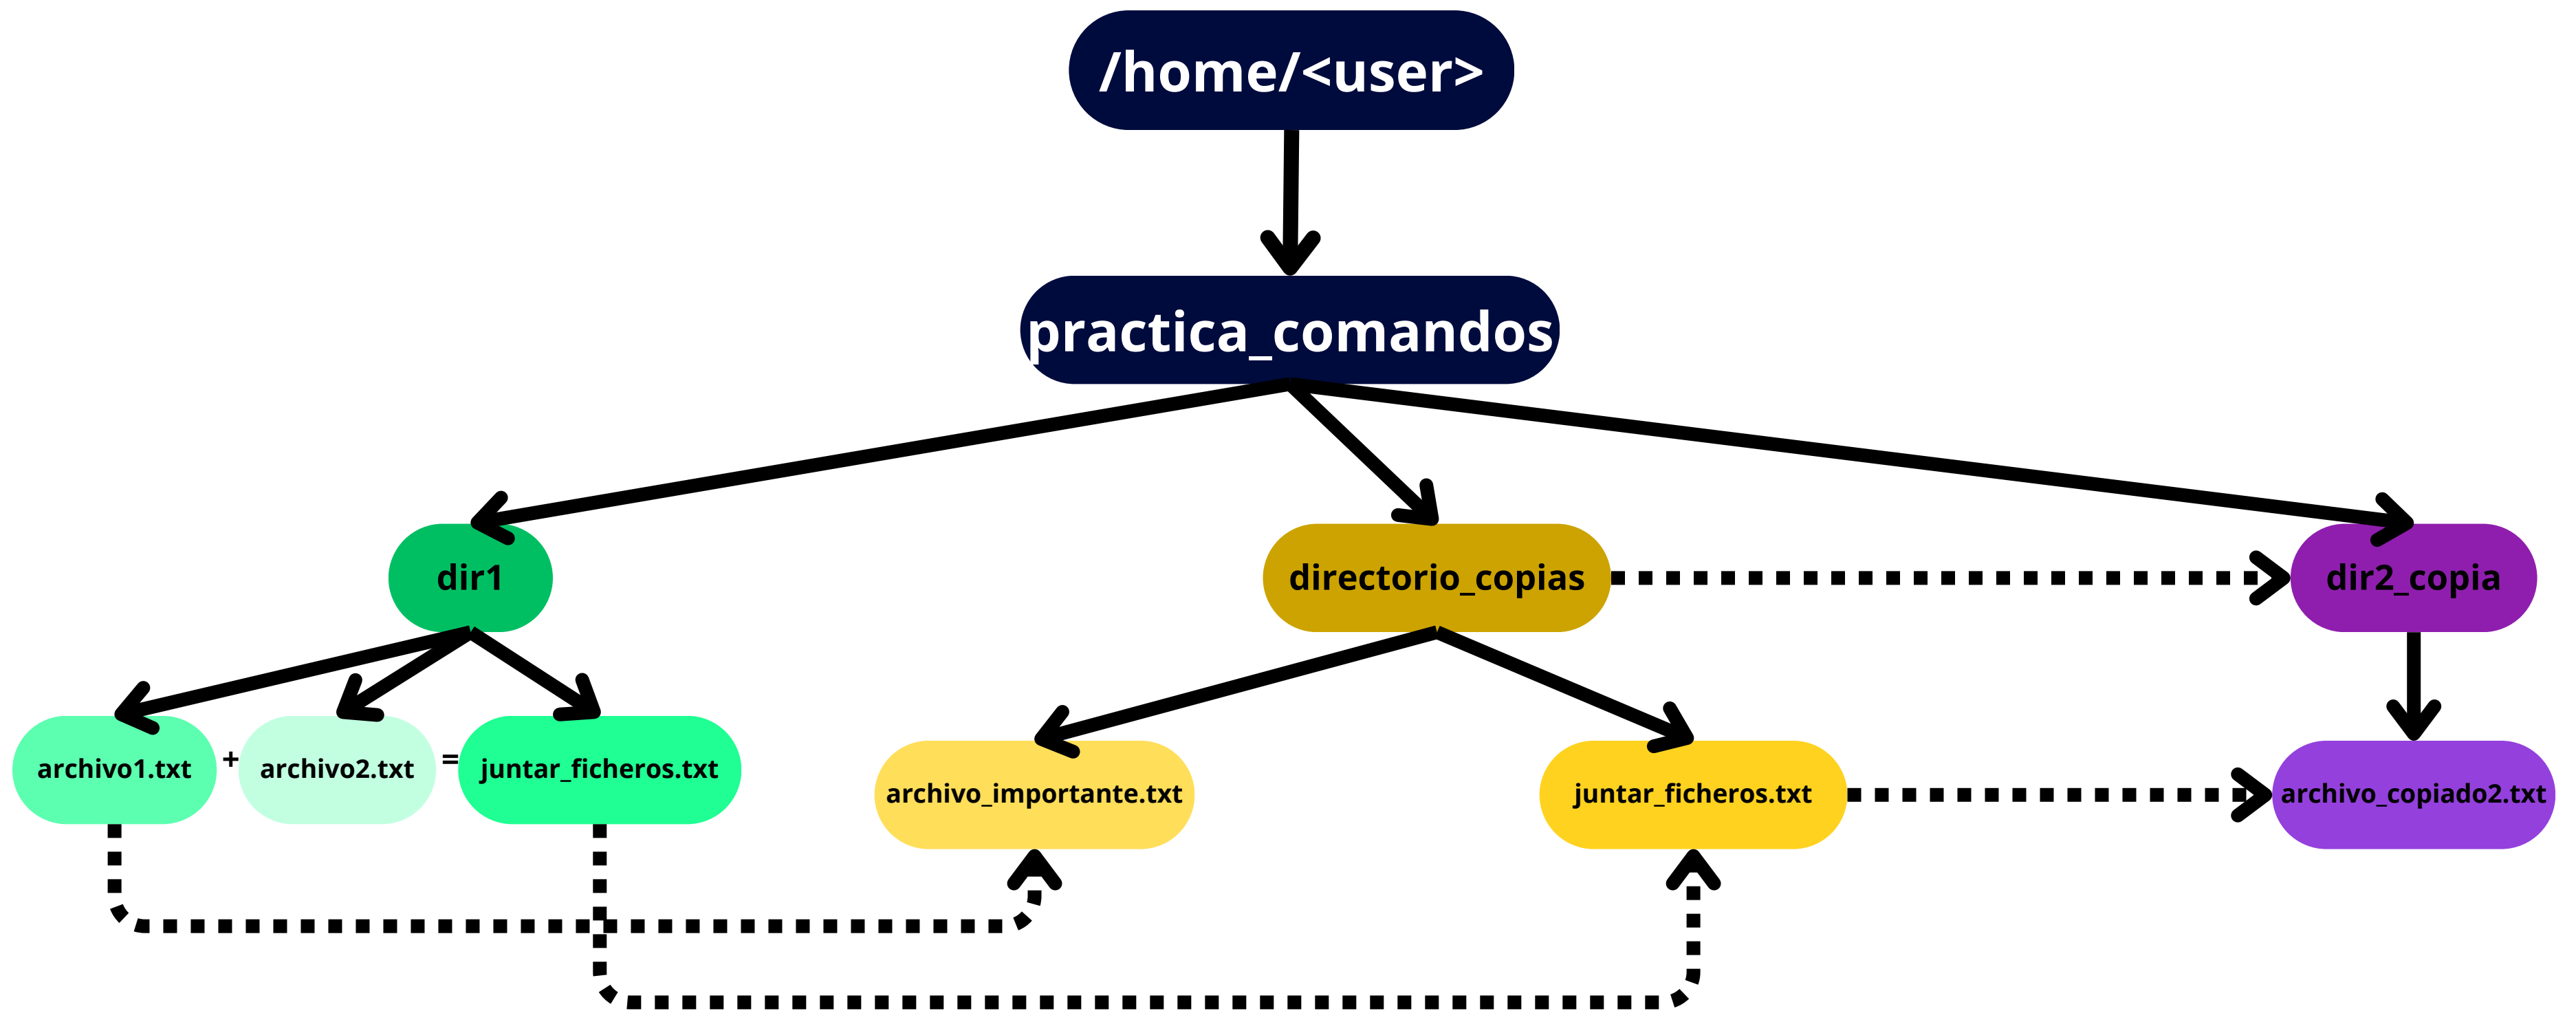 /home/<user>
practica_comandos
dir1
directorio_copias
dir2_copia
archivo1.txt
+
archivo2.txt
=
juntar_ficheros.txt
archivo_importante.txt
juntar_ficheros.txt
archivo_copiado2.txt